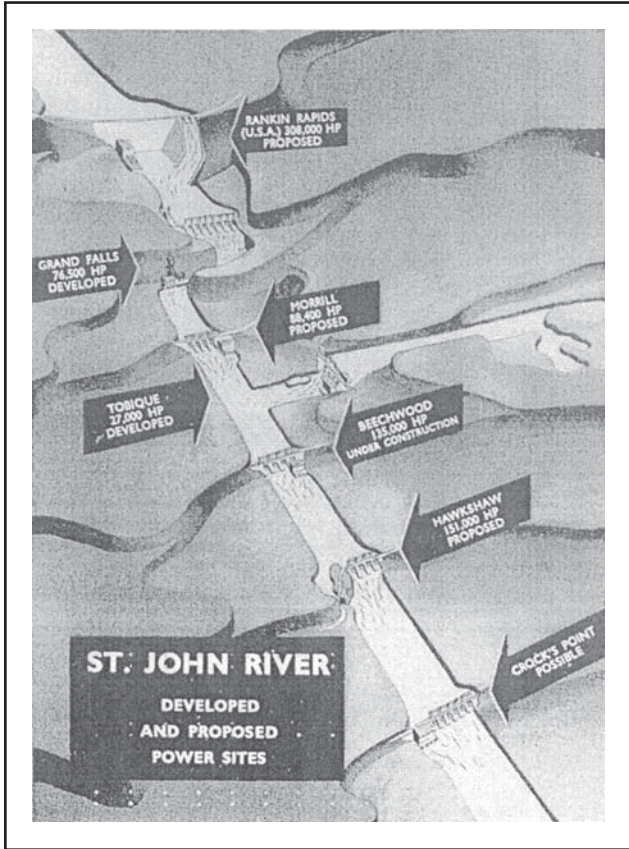 RANKIN RAPIDS
(U.S.A.) 308,000 HP
PROPOSED
GRAND FALLS
76,500 HP
DEVELOPED
MORRILL
88,400 HP
PROPOSED
TOBIQUE
27,000 HP
DEVELOPED
BEECHWOOD
135,000 HP
UNDER CONSTRUCTION
HAWKSHAW
151,000 HP
PROPOSED
CROCK'S POINT
POSSIBLE
ST. JOHN RIVER
DEVELOPED
AND PROPOSED
POWER SITES